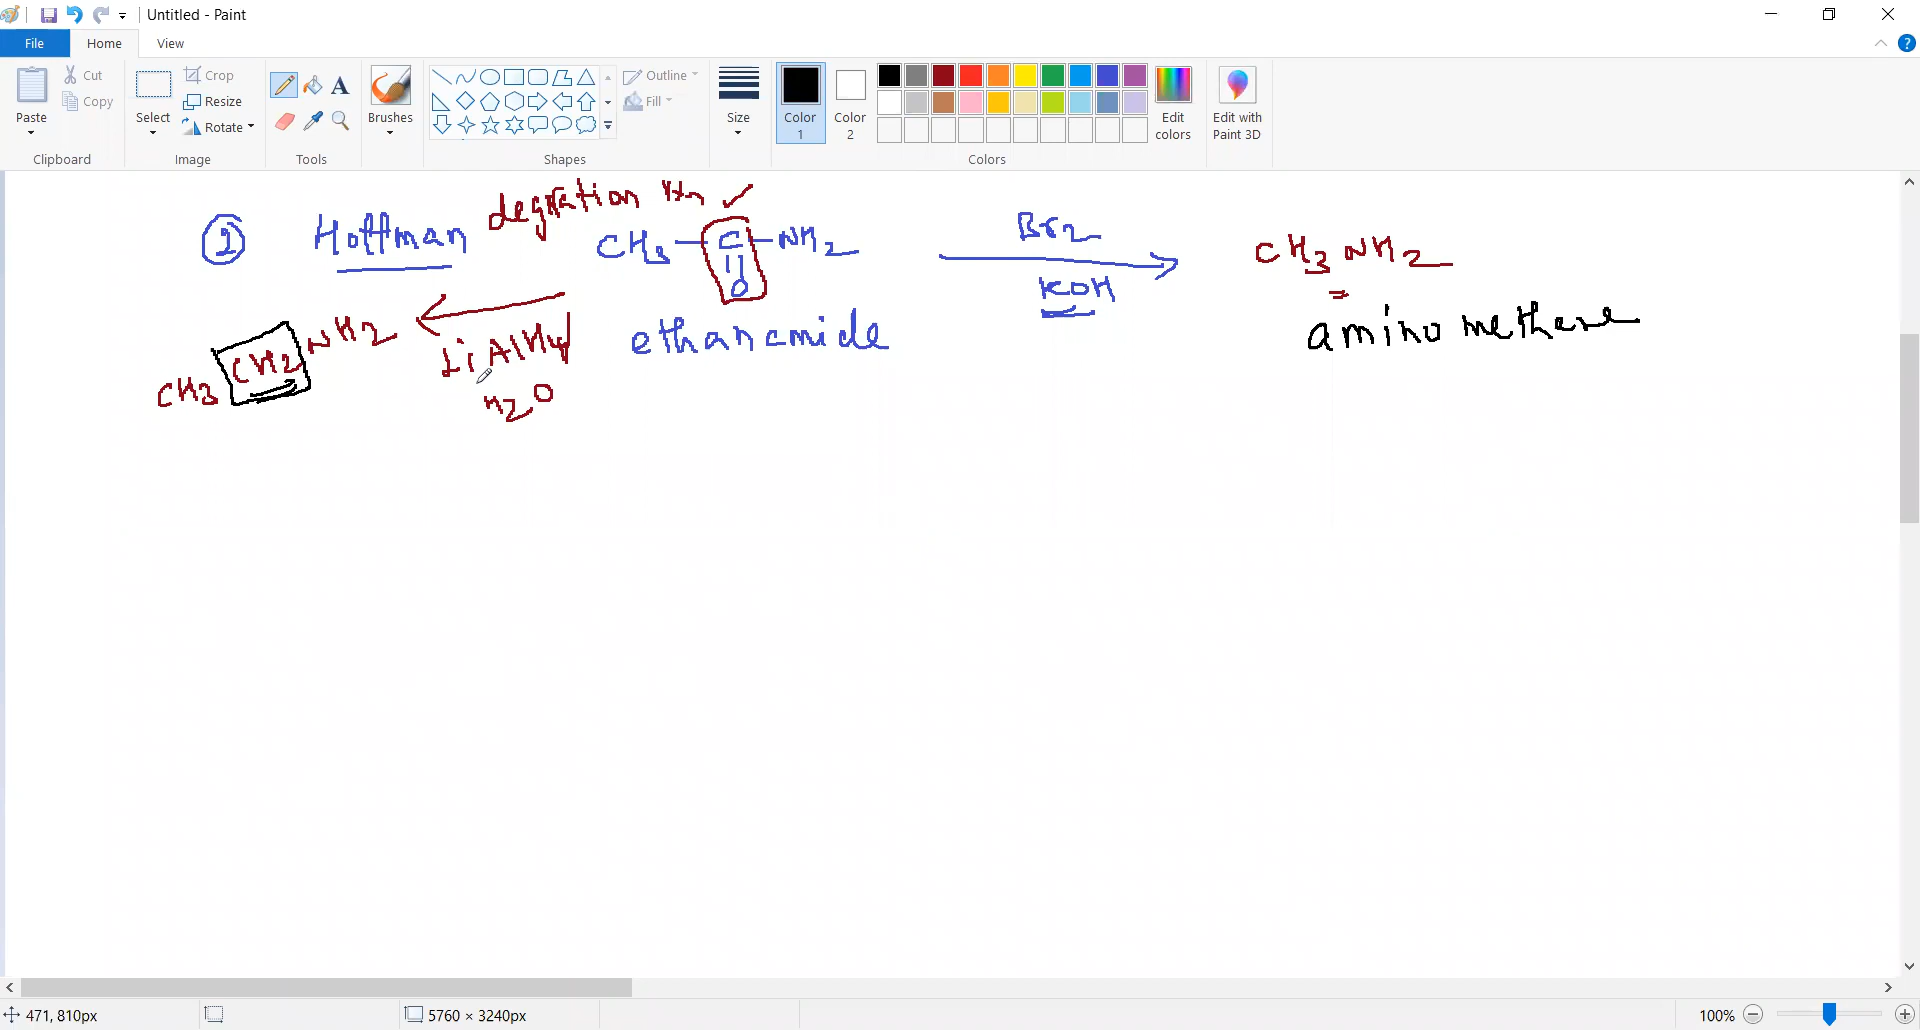 Untitled - Paint
File Home View
Paste Cut Copy Clipboard
Select Crop Resize Rotate Image
Tools
Brushes
Outline Fill Shapes
Size
Color 1 Color 2 Edit colors Edit with Paint 3D Colors
degration rxn
② Hoffman CH3 - C - NH2 Br2 CH3NH2
O KOH
ethanamide amino methane
CH3 CH2 NH2 LiAlH4
H2O
471, 810px 5760 × 3240px 100%